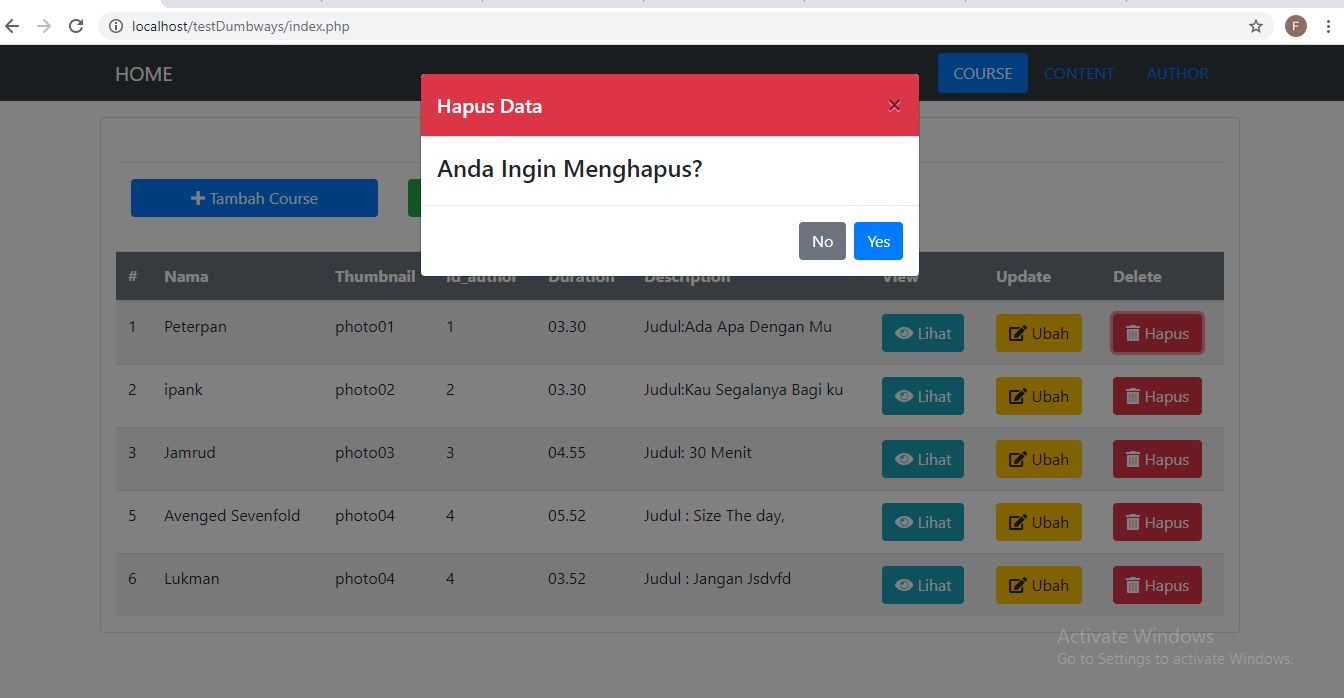 localhost/testDumbways/index.php
F
HOME
COURSE CONTENT AUTHOR
Hapus Data ×
Anda Ingin Menghapus?
Tambah Course
No Yes
# Nama Thumbnail id_author Duration Description View Update Delete
1 Peterpan photo01 1 03.30 Judul:Ada Apa Dengan Mu Lihat Ubah Hapus
2 ipank photo02 2 03.30 Judul:Kau Segalanya Bagi ku Lihat Ubah Hapus
3 Jamrud photo03 3 04.55 Judul: 30 Menit Lihat Ubah Hapus
5 Avenged Sevenfold photo04 4 05.52 Judul : Size The day, Lihat Ubah Hapus
6 Lukman photo04 4 03.52 Judul : Jangan Jsdvfd Lihat Ubah Hapus
Activate Windows
Go to Settings to activate Windows.